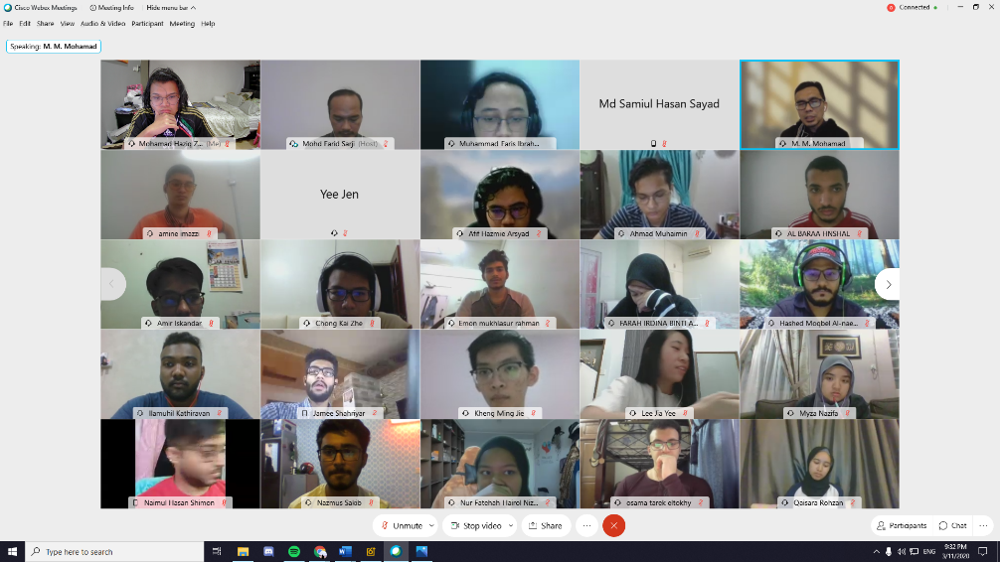 Cisco Webex Meetings
Meeting Info
Hide menu bar
Connected
File Edit Share View Audio & Video Participant Meeting Help
Speaking: M. M. Mohamad
Mohamad Haziq Z... (Me)
Mohd Farid Sarji (Host)
Muhammad Faris Ibrah...
Md Samiul Hasan Sayad
M. M. Mohamad
amine imazzi
Yee Jen
Afif Hazmie Arsyad
Ahmad Muhaimin
AL BARAA HNSHAL
Amir Iskandar
Chong Kai Zhe
Emon mukhlasur rahman
FARAH IRDINA BINTI A...
Hashed Moqbel Al-nae...
Ilamuhil Kathiravan
Jamee Shahriyar
Kheng Ming Jie
Lee Jia Yee
Myza Nazifa
Naimul Hasan Shimon
Nazmus Sakib
Nur Fatehah Hairol Niz...
osama tarek eltokhy
Qaisara Rohzan
Unmute
Stop video
Share
Participants
Chat
Type here to search
ENG
9:32 PM
3/11/2020